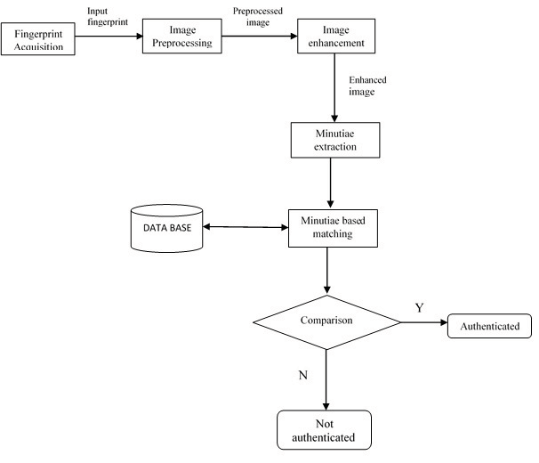 Input
fingerprint
Preprocessed
image
Fingerprint
Acquisition
Image
Preprocessing
Image
enhancement
Enhanced
image
Minutiae
extraction
DATA BASE
Minutiae based
matching
Comparison
Y
Authenticated
N
Not
authenticated